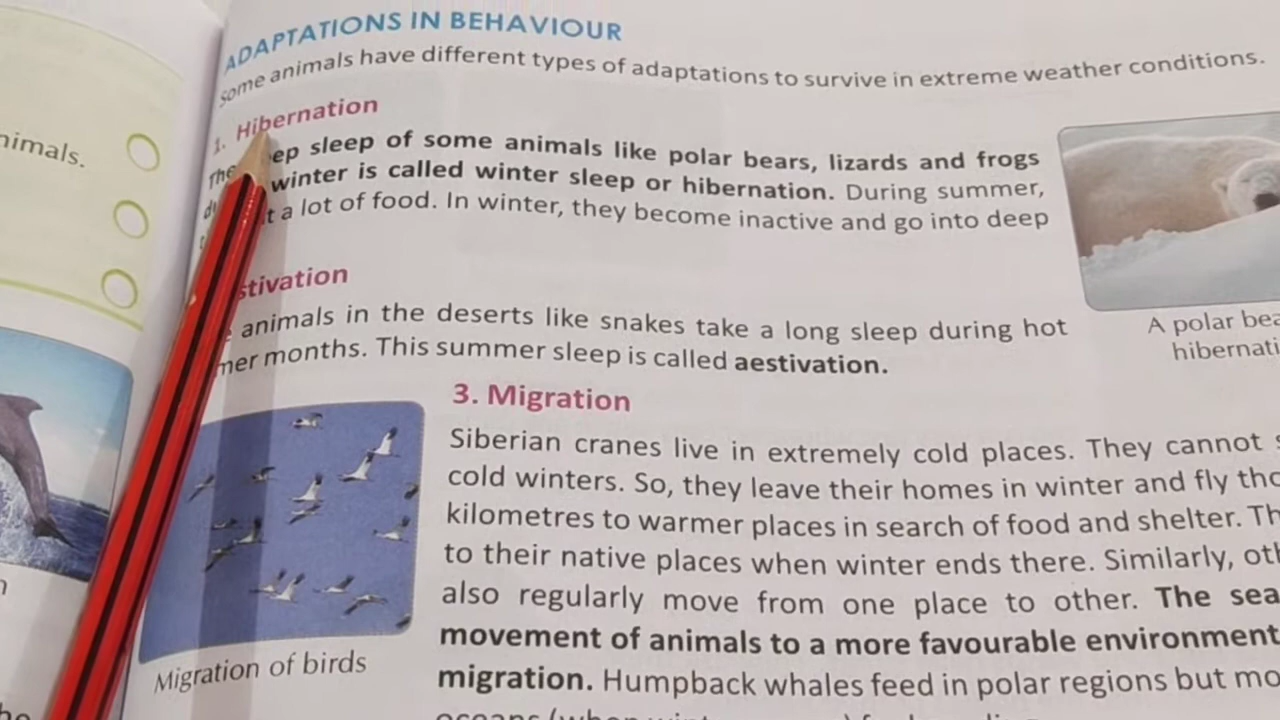 nimals.
ADAPTATIONS IN BEHAVIOUR
Some animals have different types of adaptations to survive in extreme weather conditions.
1. Hibernation
The eep sleep of some animals like polar bears, lizards and frogs
winter is called winter sleep or hibernation. During summer,
t a lot of food. In winter, they become inactive and go into deep
stivation
animals in the deserts like snakes take a long sleep during hot
mer months. This summer sleep is called aestivation.
A polar bea
hibernati
3. Migration
Siberian cranes live in extremely cold places. They cannot s
cold winters. So, they leave their homes in winter and fly tho
kilometres to warmer places in search of food and shelter. Th
to their native places when winter ends there. Similarly, oth
also regularly move from one place to other. The sea
movement of animals to a more favourable environment
migration. Humpback whales feed in polar regions but mo
Migration of birds